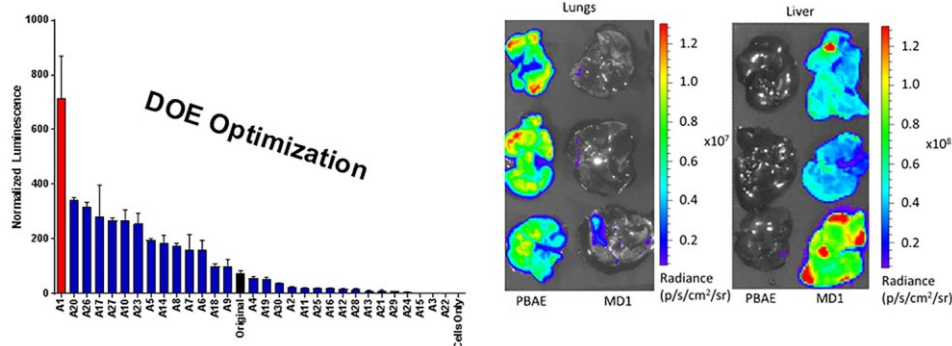 1000
800
600
400
200
0
Normalized Luminescence
DOE Optimization
A1
A20
A26
A17
A27
A10
A23
A5
A14
A8
A7
A6
A18
A9
Original
A4
A19
A30
A2
A11
A25
A16
A12
A28
A13
A21
A29
A24
A15
A3
A22
Cells Only
Lungs
PBAE
MD1
1.2
1.0
0.8
x10⁷
0.6
0.4
0.2
Radiance
(p/s/cm²/sr)
Liver
PBAE
MD1
1.2
1.0
0.8
x10⁸
0.6
0.4
0.2
Radiance
(p/s/cm²/sr)